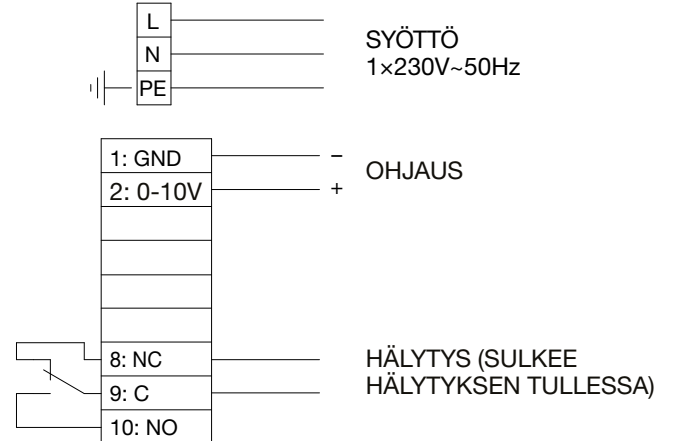 L
N
PE
SYÖTTÖ
1×230V~50Hz
1: GND
2: 0-10V
–
+
OHJAUS
8: NC
9: C
10: NO
HÄLYTYS (SULKEE
HÄLYTYKSEN TULLESSA)